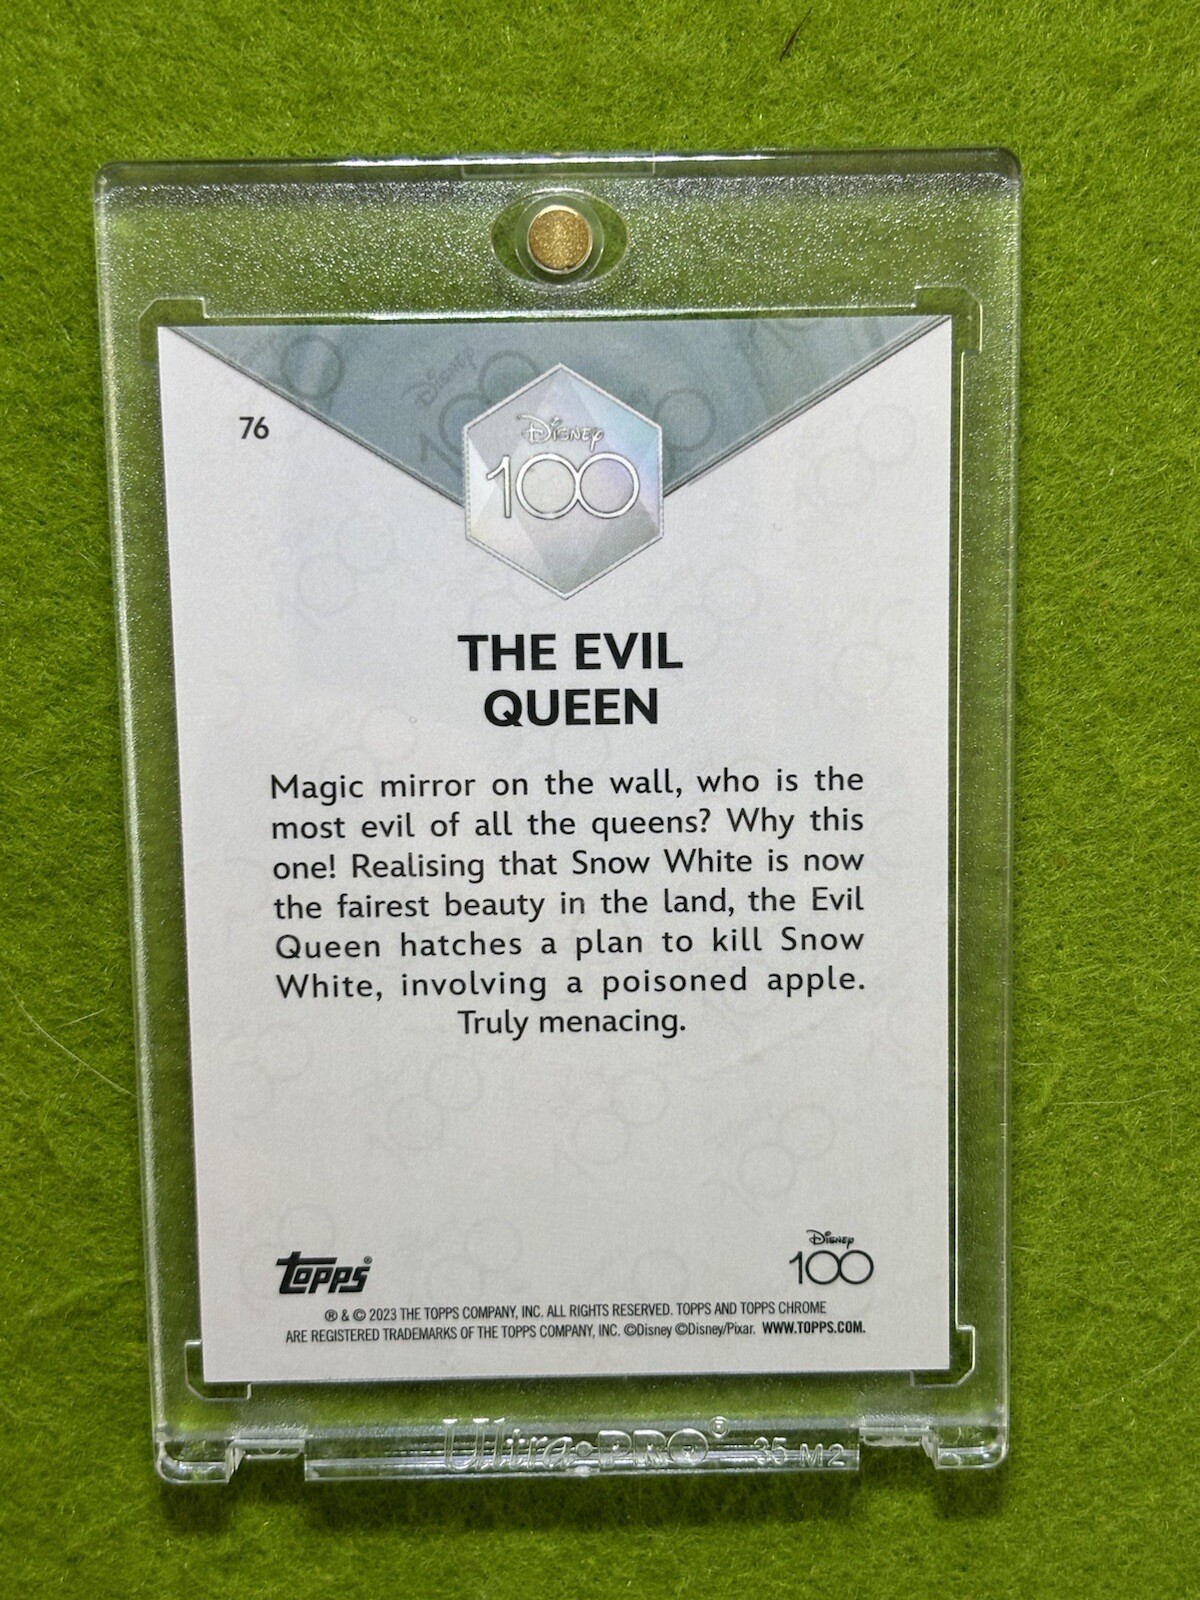 76
Disney
100
THE EVIL
QUEEN
Magic mirror on the wall, who is the
most evil of all the queens? Why this
one! Realising that Snow White is now
the fairest beauty in the land, the Evil
Queen hatches a plan to kill Snow
White, involving a poisoned apple.
Truly menacing.
Topps®
Disney
100
® & © 2023 THE TOPPS COMPANY, INC. ALL RIGHTS RESERVED. TOPPS AND TOPPS CHROME
ARE REGISTERED TRADEMARKS OF THE TOPPS COMPANY, INC. ©Disney ©Disney/Pixar. WWW.TOPPS.COM.
Ultra•PRO® 35 M2